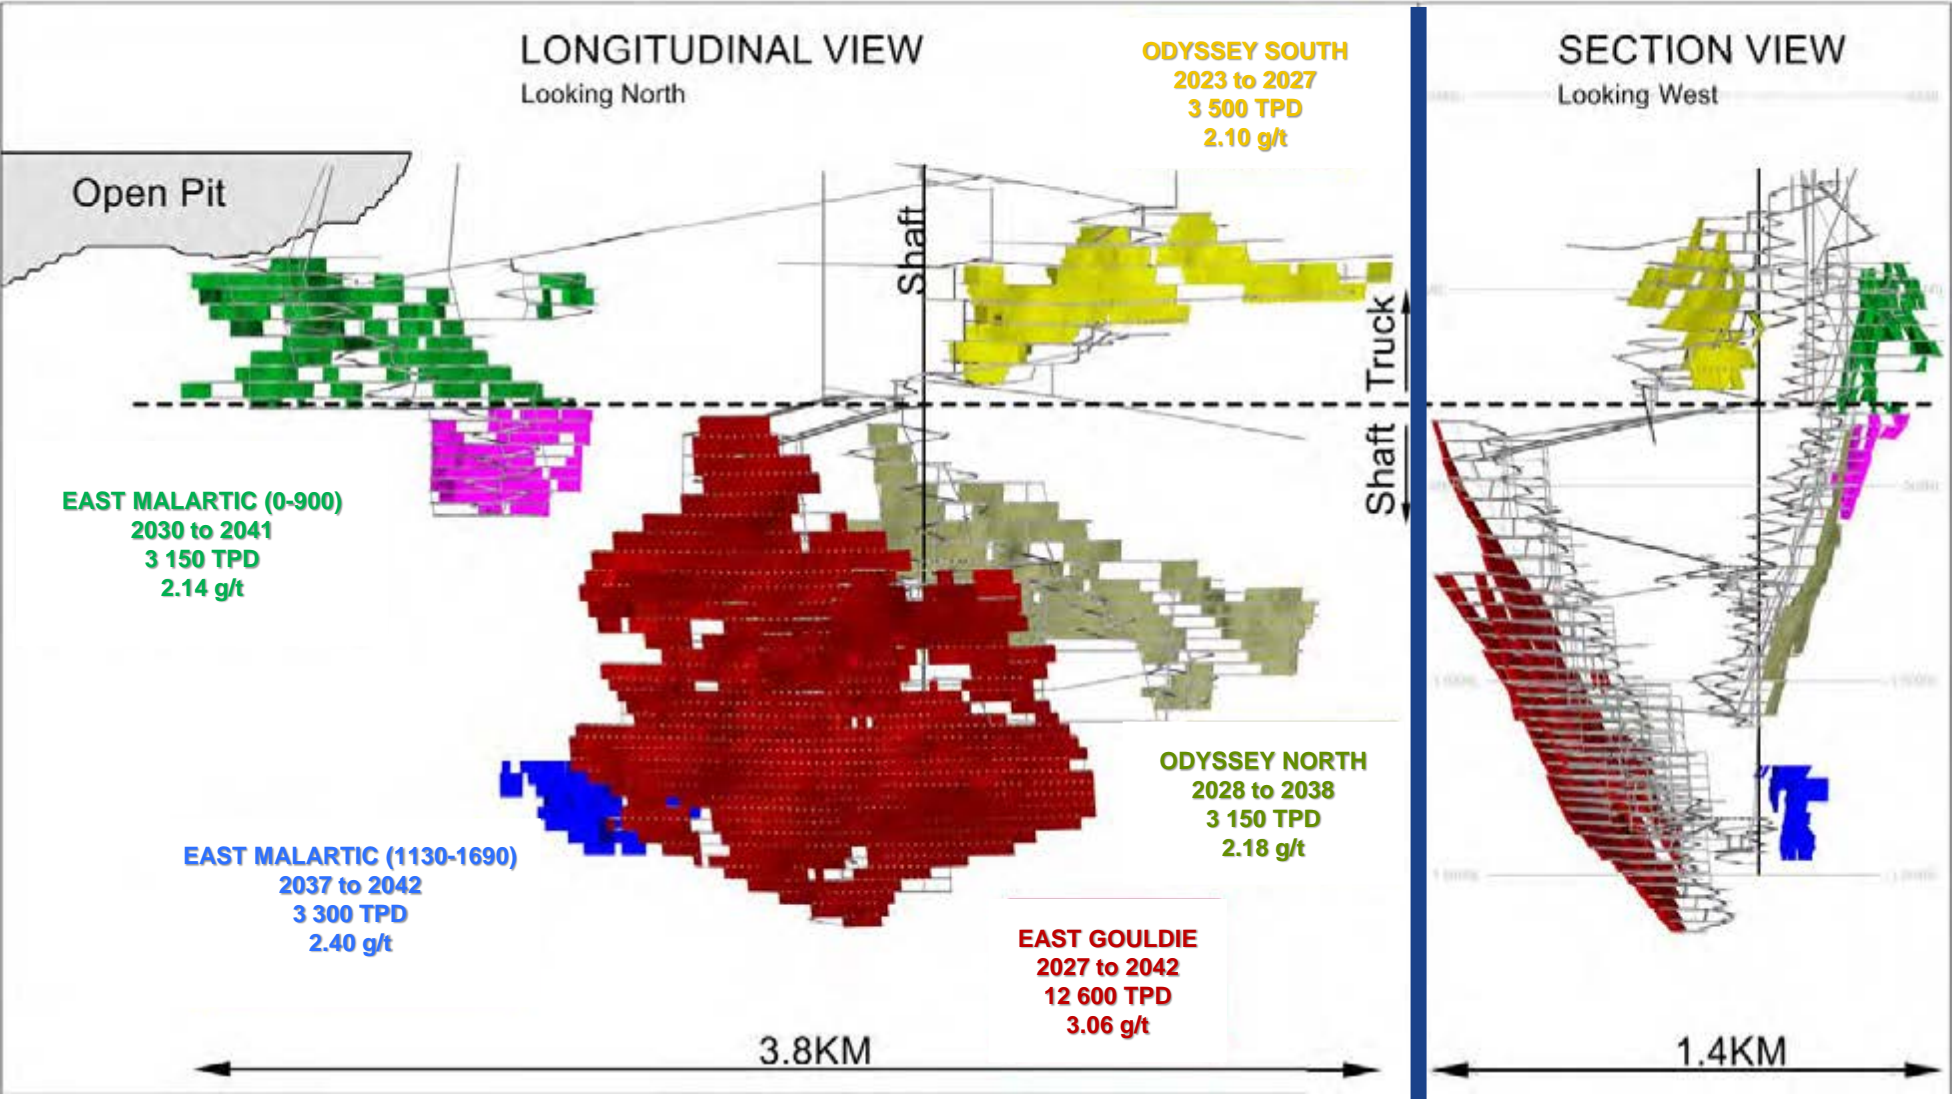 LONGITUDINAL VIEW
Looking North
ODYSSEY SOUTH
2023 to 2027
3 500 TPD
2.10 g/t
SECTION VIEW
Looking West
Open Pit
Shaft
Truck
Shaft
EAST MALARTIC (0-900)
2030 to 2041
3 150 TPD
2.14 g/t
ODYSSEY NORTH
2028 to 2038
3 150 TPD
2.18 g/t
EAST MALARTIC (1130-1690)
2037 to 2042
3 300 TPD
2.40 g/t
EAST GOULDIE
2027 to 2042
12 600 TPD
3.06 g/t
3.8KM
1.4KM